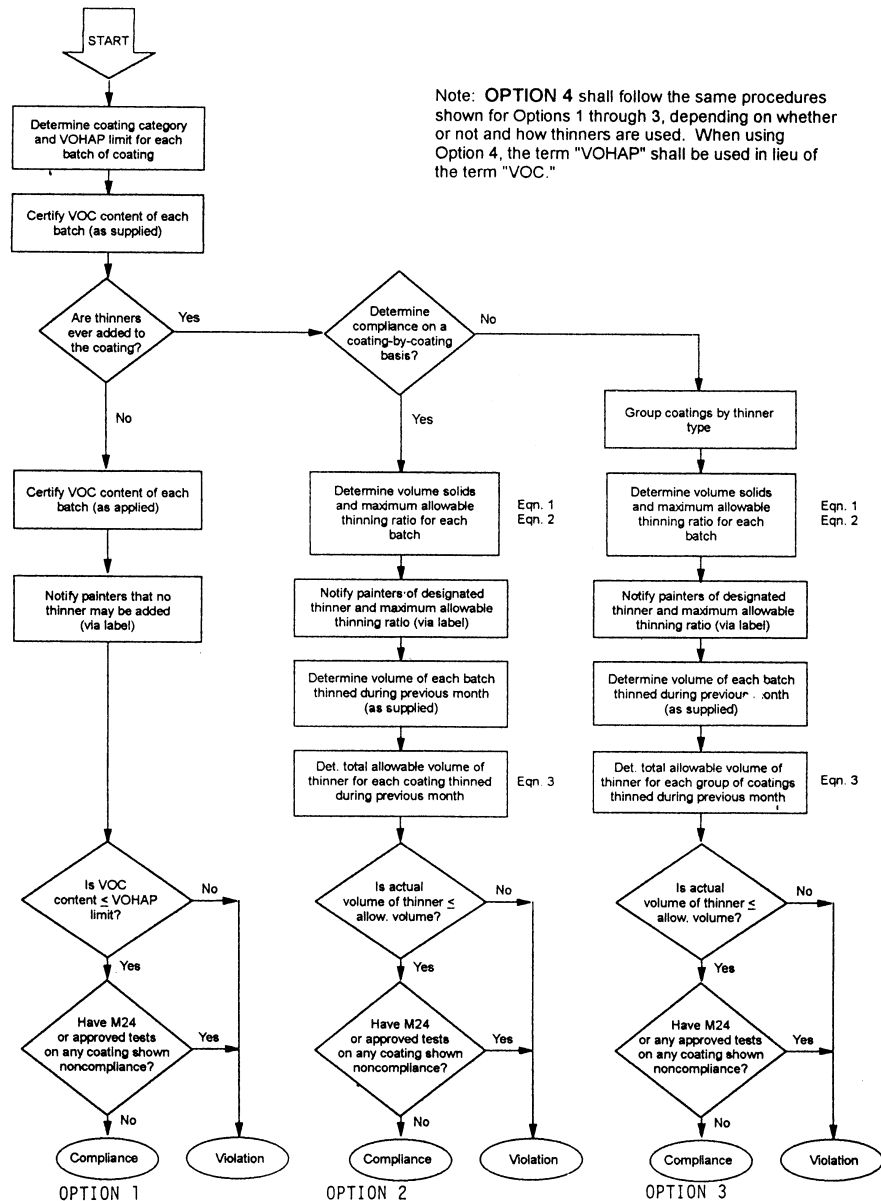 START
Note: OPTION 4 shall follow the same procedures
shown for Options 1 through 3, depending on whether
or not and how thinners are used. When using
Option 4, the term "VOHAP" shall be used in lieu of
the term "VOC."
Determine coating category
and VOHAP limit for each
batch of coating
Certify VOC content of each
batch (as supplied)
Are thinners
ever added to
the coating?
Yes
No
Determine
compliance on a
coating-by-coating
basis?
No
Yes
Certify VOC content of each
batch (as applied)
Notify painters that no
thinner may be added
(via label)
Is VOC
content ≤ VOHAP
limit?
No
Yes
Have M24
or approved tests
on any coating shown
noncompliance?
Yes
No
Compliance
Violation
OPTION 1
Determine volume solids
and maximum allowable
thinning ratio for each
batch
Eqn. 1
Eqn. 2
Notify painters of designated
thinner and maximum allowable
thinning ratio (via label)
Determine volume of each batch
thinned during previous month
(as supplied)
Det. total allowable volume of
thinner for each coating thinned
during previous month
Eqn. 3
Is actual
volume of thinner ≤
allow. volume?
No
Yes
Have M24
or approved tests
on any coating shown
noncompliance?
Yes
No
Compliance
Violation
OPTION 2
Group coatings by thinner
type
Determine volume solids
and maximum allowable
thinning ratio for each
batch
Eqn. 1
Eqn. 2
Notify painters of designated
thinner and maximum allowable
thinning ratio (via label)
Determine volume of each batch
thinned during previous month
(as supplied)
Det. total allowable volume of
thinner for each group of coatings
thinned during previous month
Eqn. 3
Is actual
volume of thinner ≤
allow. volume?
No
Yes
Have M24
or any approved tests
on any coating shown
noncompliance?
Yes
No
Compliance
Violation
OPTION 3